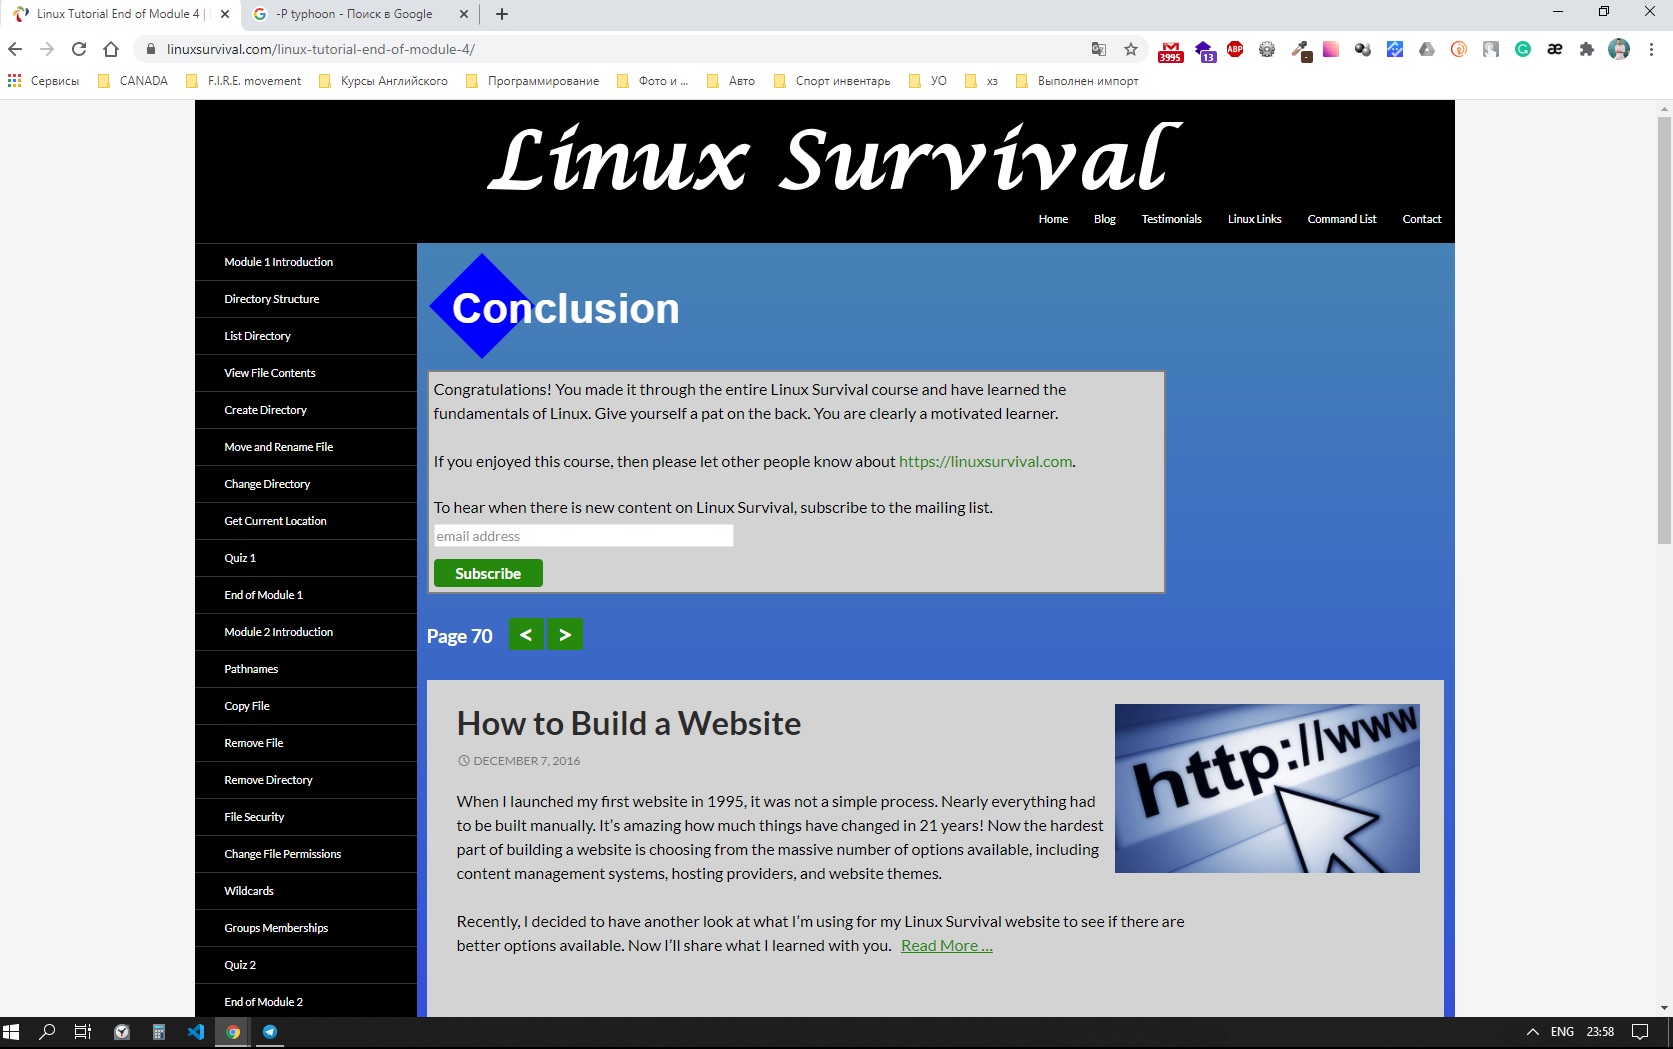 Linux Tutorial End of Module 4 |
-P typhoon - Поиск в Google
linuxsurvival.com/linux-tutorial-end-of-module-4/
3995
13
ABP
Сервисы
CANADA
F.I.R.E. movement
Курсы Английского
Программирование
Фото и ...
Авто
Спорт инвентарь
УО
хз
Выполнен импорт
Linux Survival
Home
Blog
Testimonials
Linux Links
Command List
Contact
Module 1 Introduction
Directory Structure
List Directory
View File Contents
Create Directory
Move and Rename File
Change Directory
Get Current Location
Quiz 1
End of Module 1
Module 2 Introduction
Pathnames
Copy File
Remove File
Remove Directory
File Security
Change File Permissions
Wildcards
Groups Memberships
Quiz 2
End of Module 2
Conclusion
Congratulations! You made it through the entire Linux Survival course and have learned the
fundamentals of Linux. Give yourself a pat on the back. You are clearly a motivated learner.
If you enjoyed this course, then please let other people know about https://linuxsurvival.com.
To hear when there is new content on Linux Survival, subscribe to the mailing list.
email address
Subscribe
Page 70 < >
How to Build a Website
DECEMBER 7, 2016
When I launched my first website in 1995, it was not a simple process. Nearly everything had
to be built manually. It’s amazing how much things have changed in 21 years! Now the hardest
part of building a website is choosing from the massive number of options available, including
content management systems, hosting providers, and website themes.
http://www
Recently, I decided to have another look at what I’m using for my Linux Survival website to see if there are
better options available. Now I’ll share what I learned with you. Read More ...
ENG
23:58